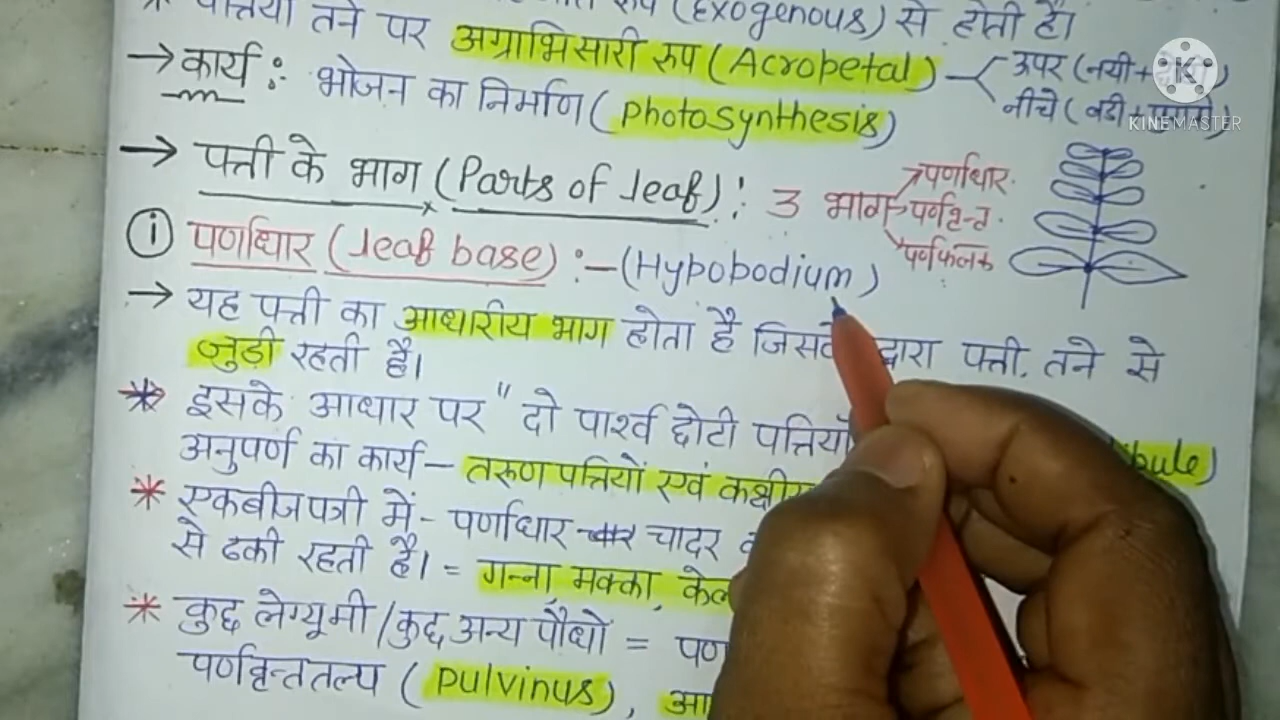 पत्तियाँ तने पर अग्राभिसारी रूप (Acropetal)
(Exogenous) से होती है।
ऊपर (नयी+
नीचे (बडी+
KINEMASTER
→ कार्य : भोजन का निर्माण (photosynthesis)
→ पत्ती के भाग (Parts of leaf) : 3 भाग
पर्णाधार
पर्णवृन्त
पर्णफलक
(i) पर्णाधार (leaf base) :- (Hypopodium)
→ यह पत्ती का आधारीय भाग होता है जिसके द्वारा पत्ती तने से
जुड़ी रहती है।
* इसके आधार पर "दो पार्श्व छोटी पत्तियाँ
अनुपर्ण का कार्य – तरुण पत्तियों एवं
* एकबीजपत्री में - पर्णाधार - चादर
से ढकी रहती है। = गन्ना, मक्का,
* कुछ लेग्यूमी / कुछ अन्य पौधो =
पर्णवृन्ततल्प (pulvinus),